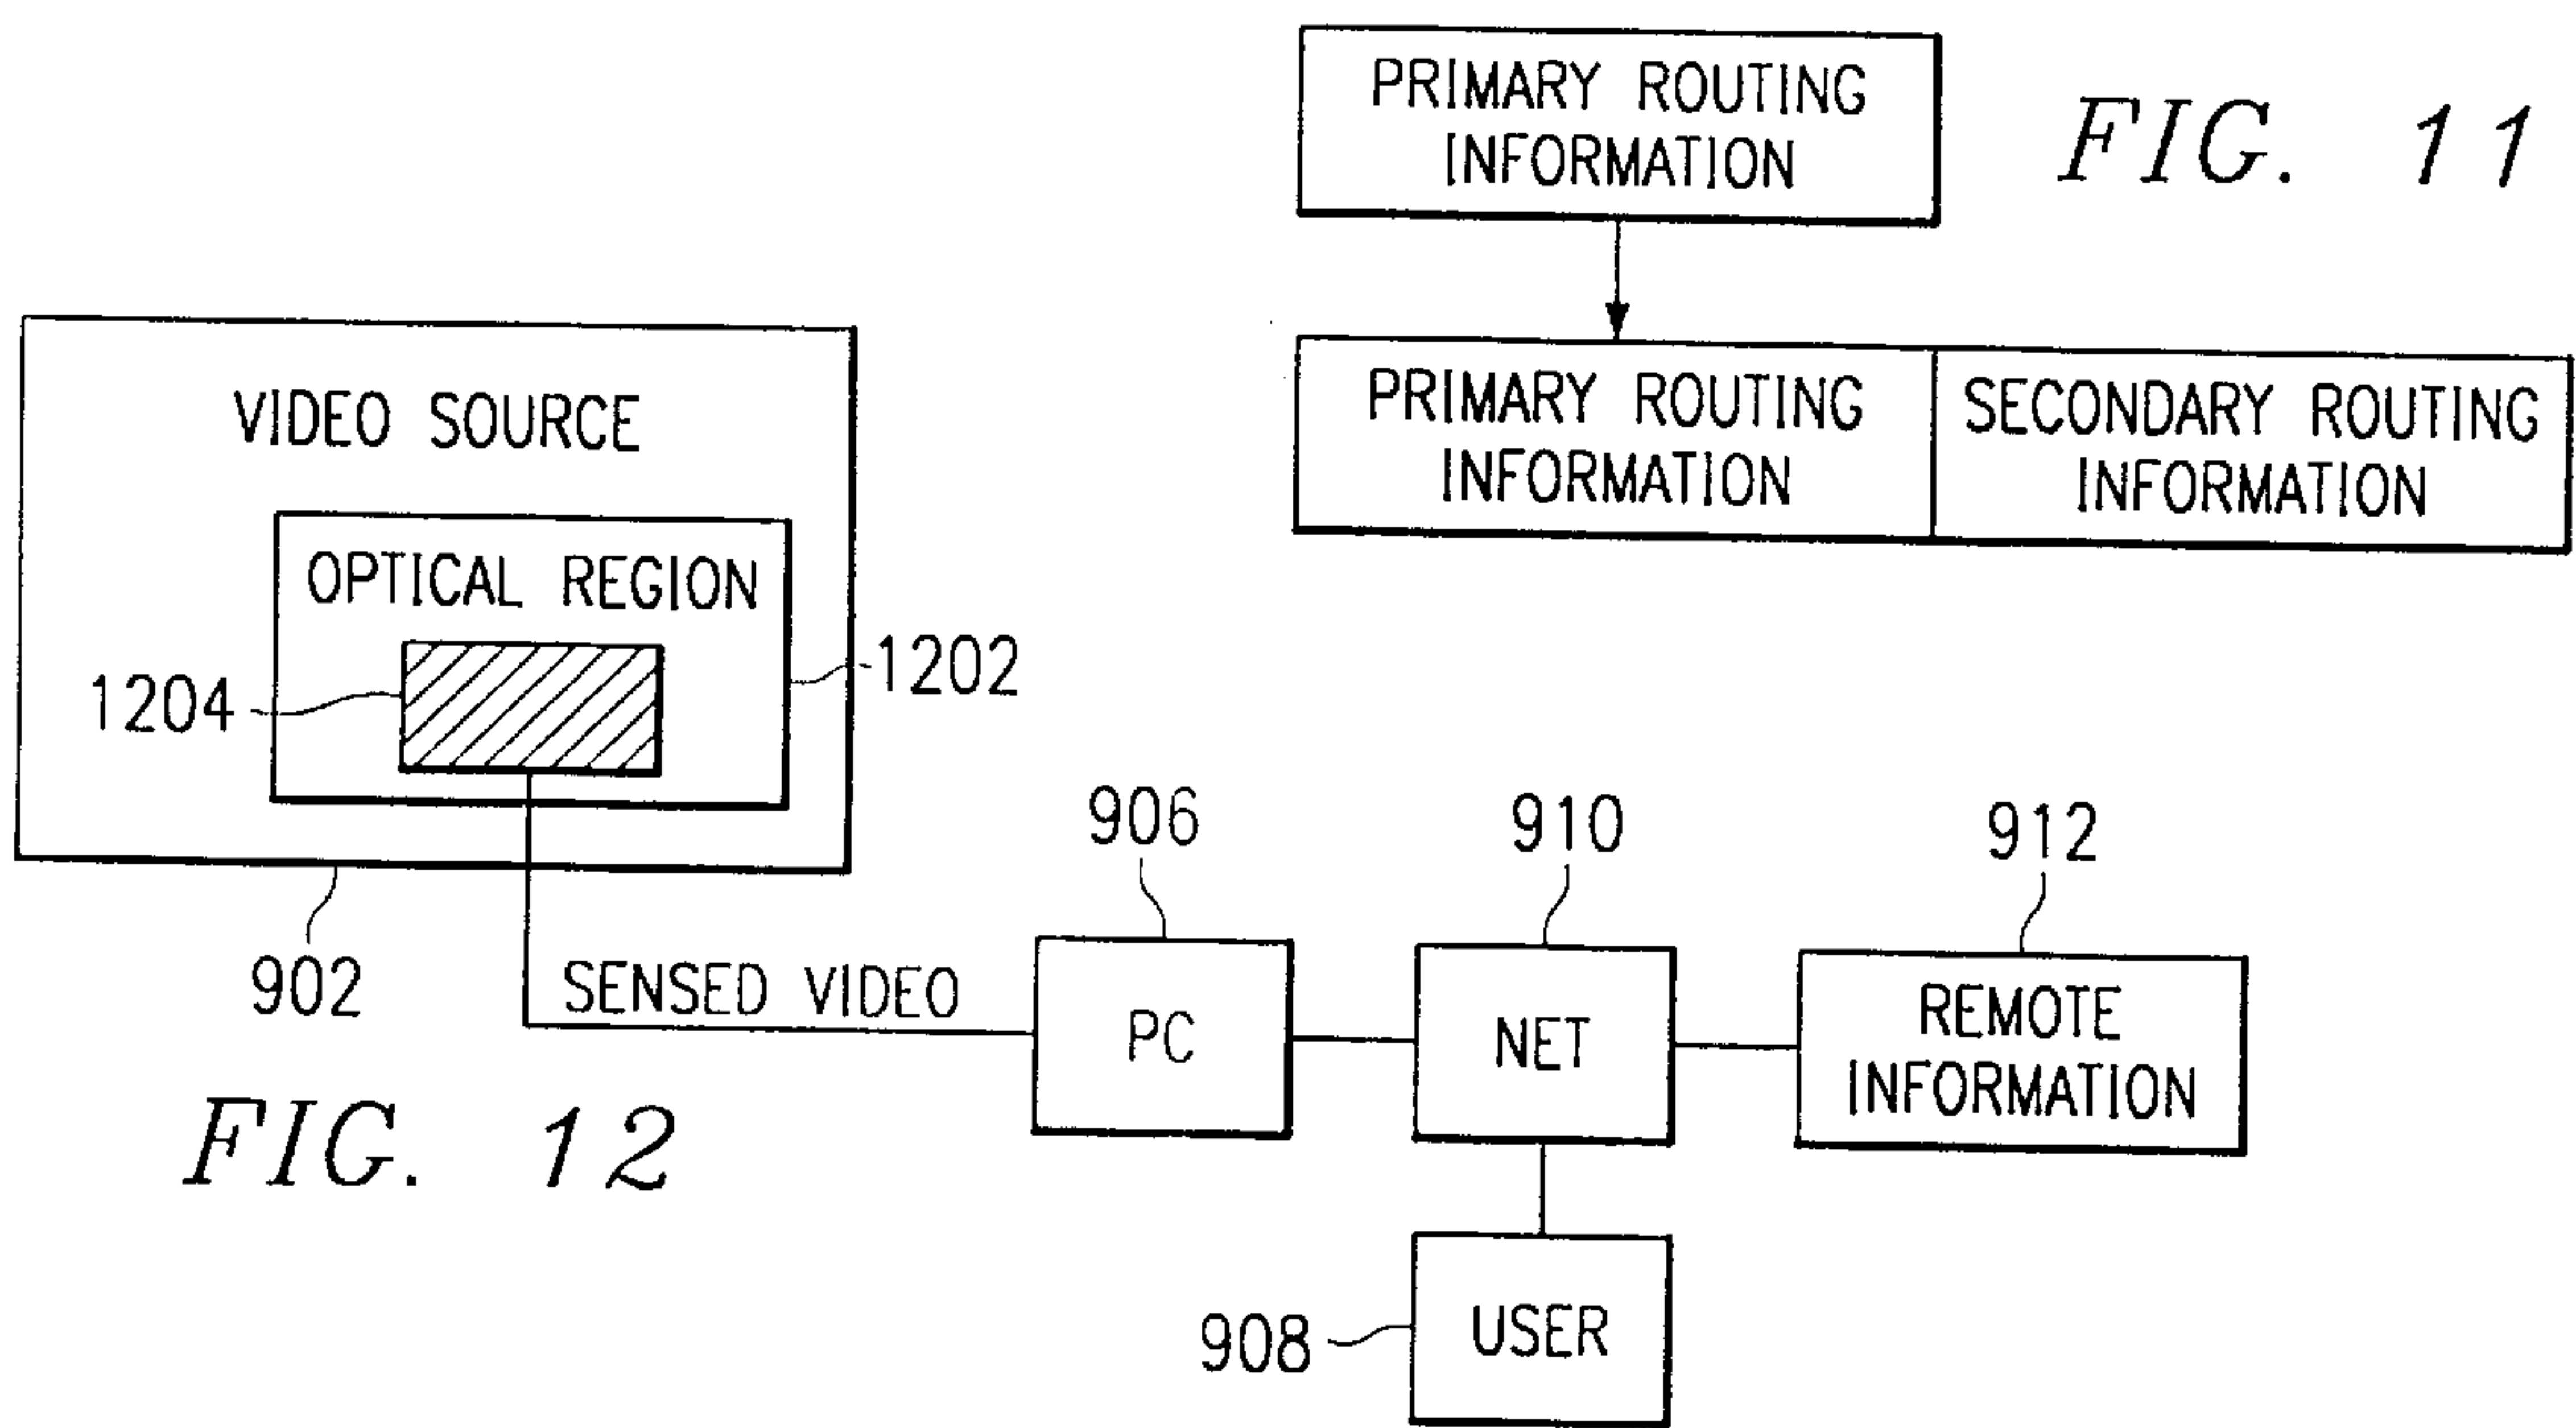 PRIMARY ROUTING
INFORMATION
FIG. 11
PRIMARY ROUTING
INFORMATION
SECONDARY ROUTING
INFORMATION
VIDEO SOURCE
OPTICAL REGION
1204
1202
902
SENSED VIDEO
906
PC
910
NET
912
REMOTE
INFORMATION
908
USER
FIG. 12